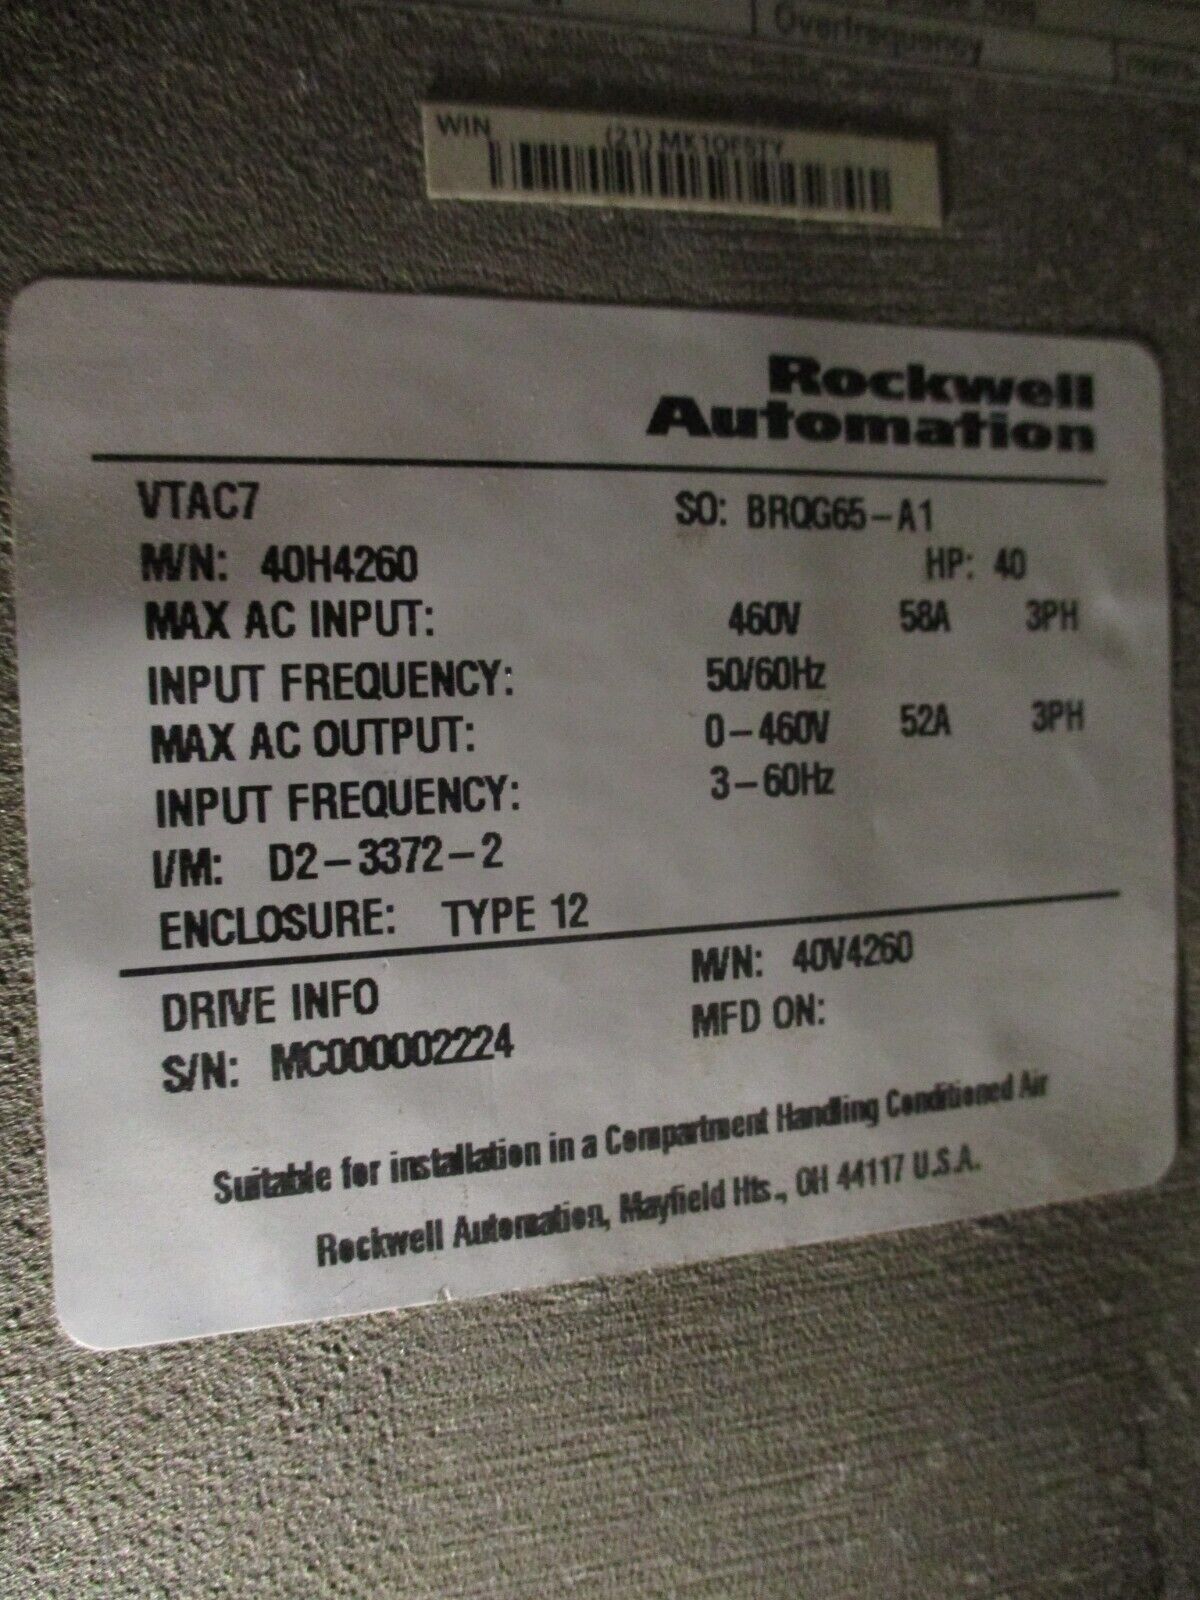 Overfrequency
WIN (21) MK10F5TY
Rockwell
Automation
VTAC7 SO: BRQG65-A1
M/N: 40H4260 HP: 40
MAX AC INPUT: 460V 58A 3PH
INPUT FREQUENCY: 50/60Hz
MAX AC OUTPUT: 0-460V 52A 3PH
INPUT FREQUENCY: 3-60Hz
I/M: D2-3372-2
ENCLOSURE: TYPE 12
DRIVE INFO M/N: 40V4260
S/N: MC000002224 MFD ON:
Suitable for installation in a Compartment Handling Conditioned Air
Rockwell Automation, Mayfield Hts., OH 44117 U.S.A.